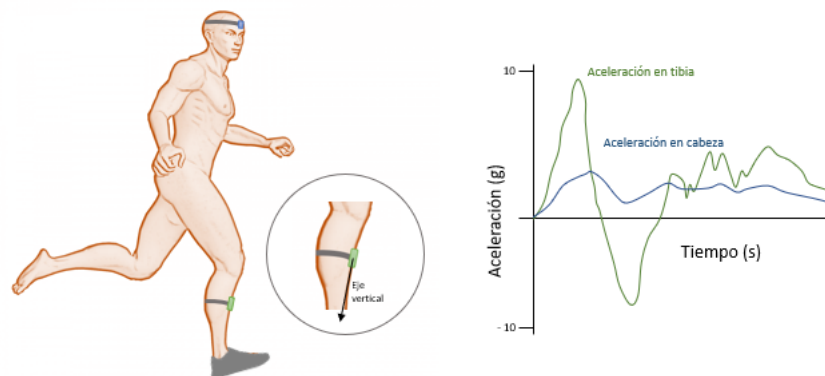 Eje
vertical
10
Aceleración en tibia
Aceleración en cabeza
Aceleración (g)
Tiempo (s)
- 10